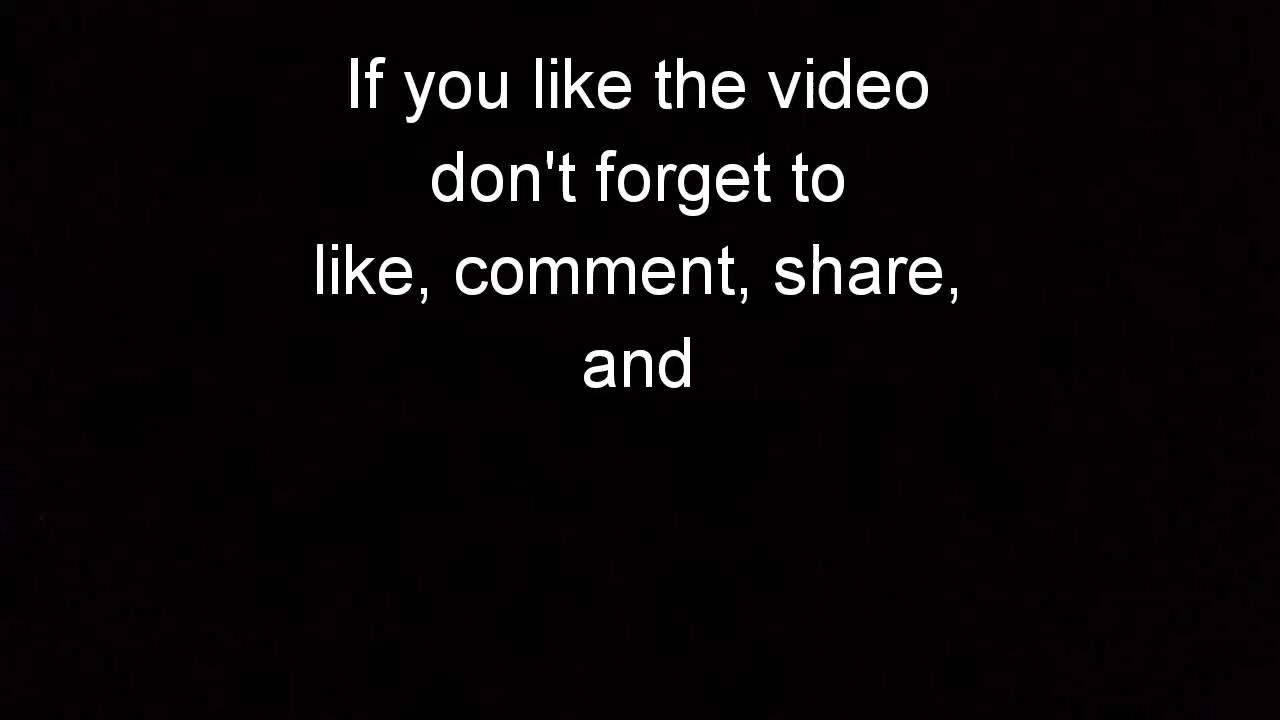 If you like the video
don't forget to
like, comment, share,
and